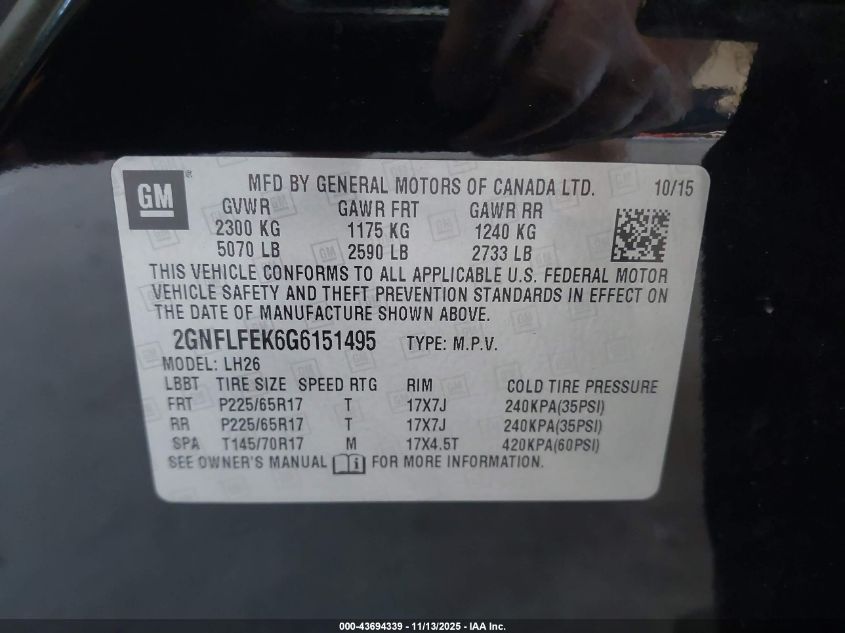 GM
MFD BY GENERAL MOTORS OF CANADA LTD. 10/15
GVWR GAWR FRT GAWR RR
2300 KG 1175 KG 1240 KG
5070 LB 2590 LB 2733 LB
THIS VEHICLE CONFORMS TO ALL APPLICABLE U.S. FEDERAL MOTOR
VEHICLE SAFETY AND THEFT PREVENTION STANDARDS IN EFFECT ON
THE DATE OF MANUFACTURE SHOWN ABOVE.
2GNFLFEK6G6151495 TYPE: M.P.V.
MODEL: LH26
LBBT TIRE SIZE SPEED RTG RIM COLD TIRE PRESSURE
FRT P225/65R17 T 17X7J 240KPA(35PSI)
RR P225/65R17 T 17X7J 240KPA(35PSI)
SPA T145/70R17 M 17X4.5T 420KPA(60PSI)
SEE OWNER'S MANUAL FOR MORE INFORMATION.
000-43694339 - 11/13/2025 - IAA Inc.